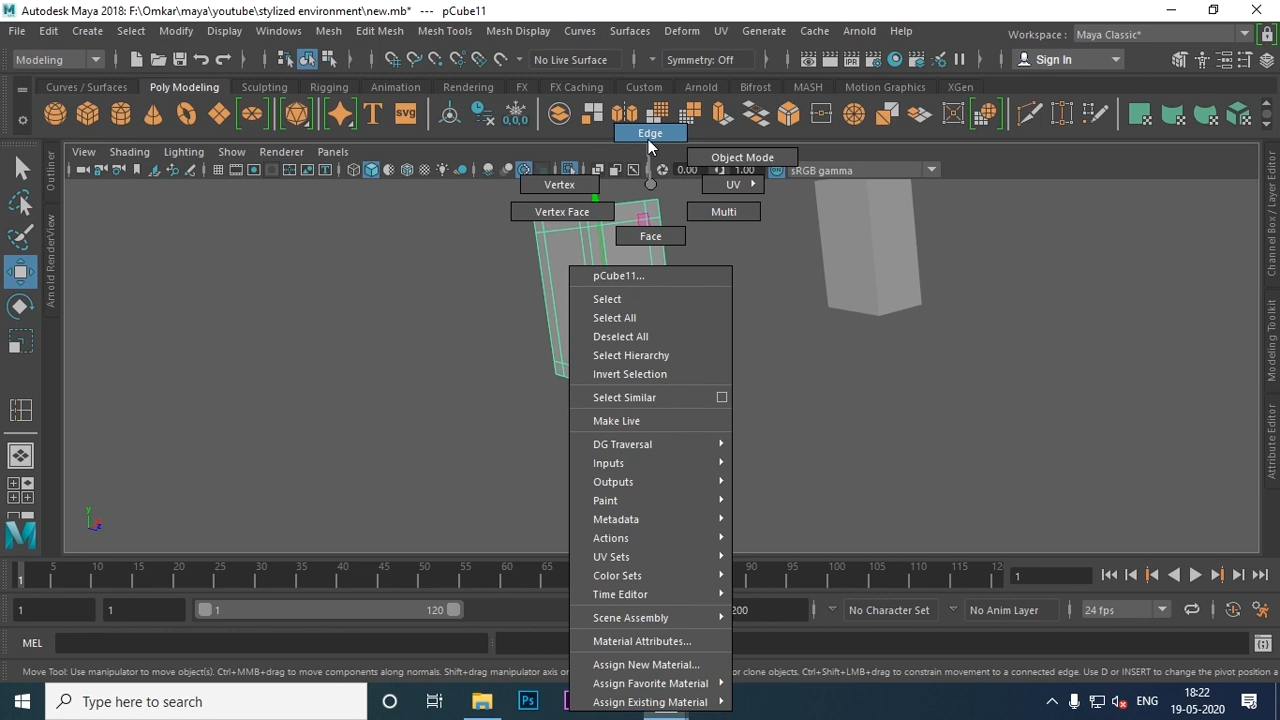 Autodesk Maya 2018: F:\Omkar\maya\youtube\stylized environment\new.mb* --- pCube11
File Edit Create Select Modify Display Windows Mesh Edit Mesh Mesh Tools Mesh Display Curves Surfaces Deform UV Generate Cache Arnold Help
Workspace : Maya Classic*
Modeling No Live Surface Symmetry: Off Sign In
Curves / Surfaces Poly Modeling Sculpting Rigging Animation Rendering FX FX Caching Custom Arnold Bifrost MASH Motion Graphics XGen
View Shading Lighting Show Renderer Panels
0.00 1.00 sRGB gamma
Edge
Object Mode
Vertex
UV
Vertex Face
Multi
Face
pCube11...
Select
Select All
Deselect All
Select Hierarchy
Invert Selection
Select Similar
Make Live
DG Traversal
Inputs
Outputs
Paint
Metadata
Actions
UV Sets
Color Sets
Time Editor
Scene Assembly
Material Attributes...
Assign New Material...
Assign Favorite Material
Assign Existing Material
Outliner
Arnold RenderView
Channel Box / Layer Editor
Modeling Toolkit
Attribute Editor
y
z
1 5 10 15 20 25 30 35 40 45 50 55 60 65 90 95 100 105 110 115 12
1
1 1 1 120 200 No Character Set No Anim Layer 24 fps
MEL
Move Tool: Use manipulator to move object(s). Ctrl+MMB+drag to move components along normals. Shift+drag manipulator axis or clone objects. Ctrl+Shift+LMB+drag to constrain movement to a connected edge. Use D or INSERT to change the pivot position a
Type here to search
Ps
ENG
18:22
19-05-2020